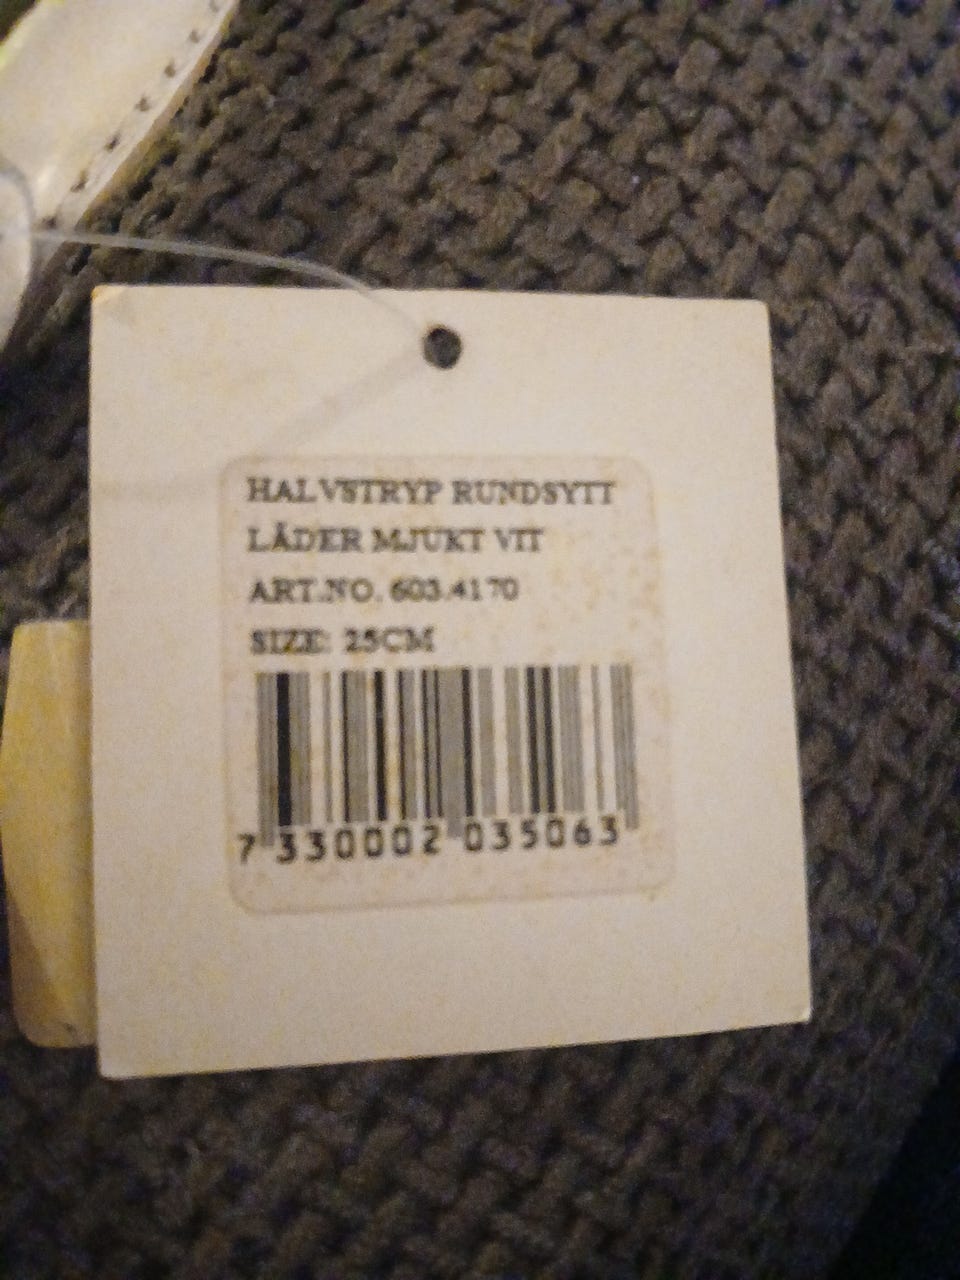 HALVSTRYP RUNDSYTT
LÄDER MJUKT VIT
ART.NO. 603.4170
SIZE: 25CM
7 330002 035063